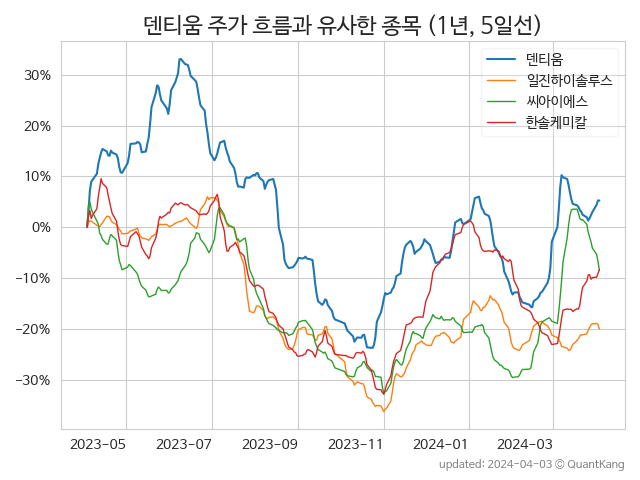 덴티움 주가 흐름과 유사한 종목 (1년, 5일선)
덴티움
일진하이솔루스
씨아이에스
한솔케미칼
30%
20%
10%
0%
−10%
−20%
−30%
2023-05 2023-07 2023-09 2023-11 2024-01 2024-03
updated: 2024-04-03 © QuantKang